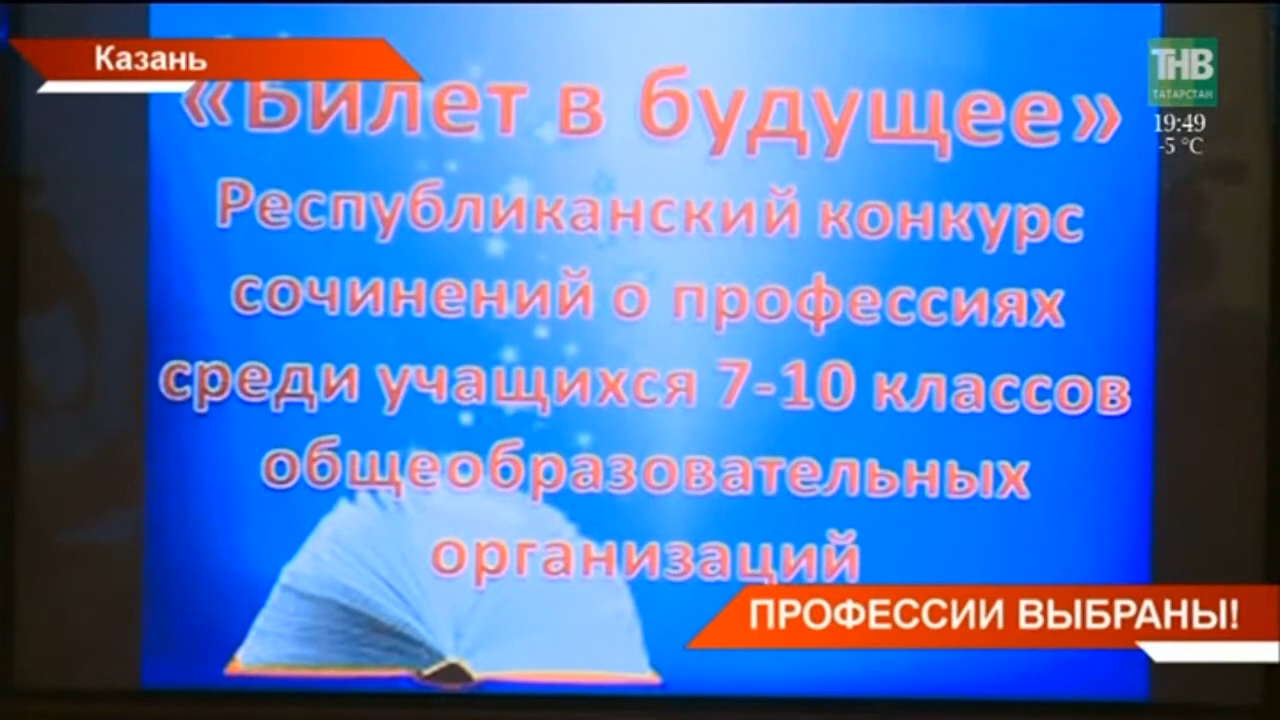 Казань
ТНВ
ТАТАРСТАН
19:49
-5 °C
«Билет в будущее»
Республиканский конкурс
сочинений о профессиях
среди учащихся 7-10 классов
общеобразовательных
организаций
ПРОФЕССИИ ВЫБРАНЫ!